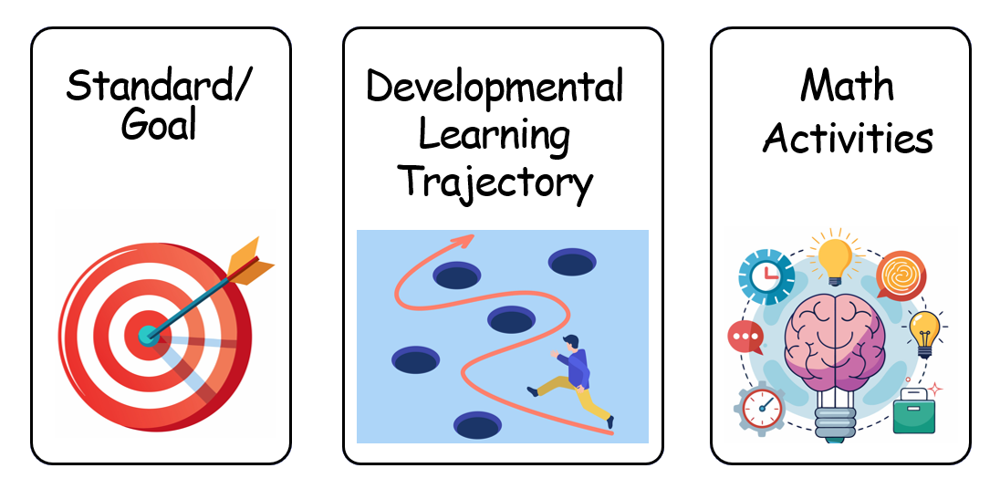 Standard/
Goal
Developmental
Learning
Trajectory
Math
Activities